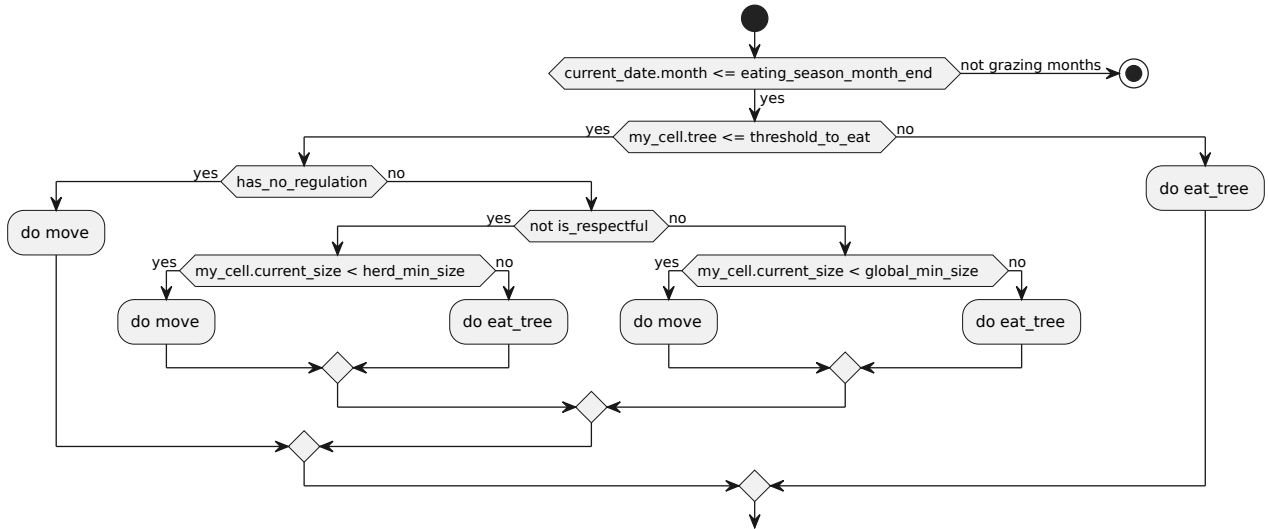 current_date.month <= eating_season_month_end
not grazing months
yes
yes
my_cell.tree <= threshold_to_eat
no
yes
has_no_regulation
no
do eat_tree
do move
yes
not is_respectful
no
yes
my_cell.current_size < herd_min_size
no
yes
my_cell.current_size < global_min_size
no
do move
do eat_tree
do move
do eat_tree